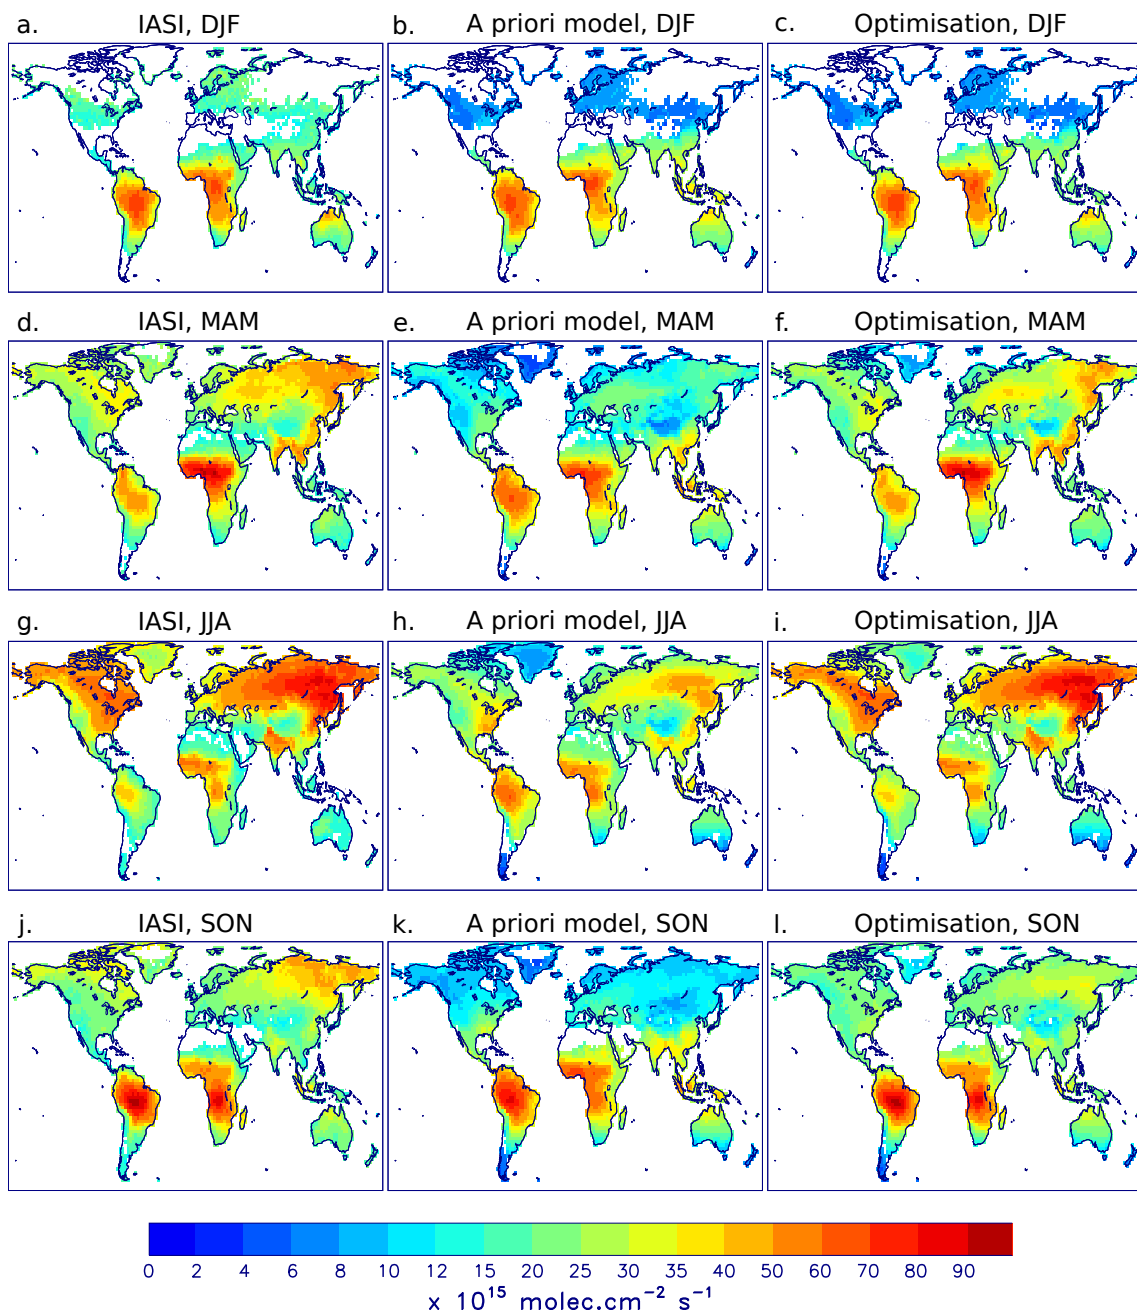 a. IASI, DJF b. A priori model, DJF c. Optimisation, DJF
d. IASI, MAM e. A priori model, MAM f. Optimisation, MAM
g. IASI, JJA h. A priori model, JJA i. Optimisation, JJA
j. IASI, SON k. A priori model, SON l. Optimisation, SON
0 2 4 6 8 10 12 15 20 25 30 35 40 50 60 70 80 90
x 10¹⁵ molec.cm⁻² s⁻¹